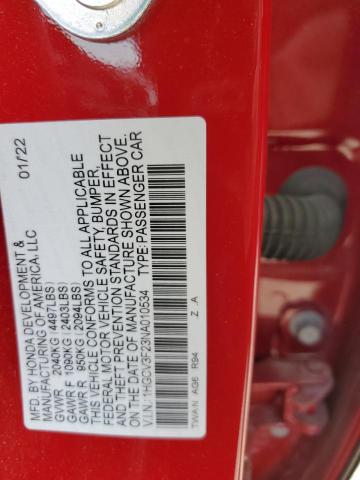 MFD. BY HONDA DEVELOPMENT & 01/22
MANUFACTURING OF AMERICA, LLC
GVWR 2040KG (4497LBS)
GAWR F 1090KG (2403LBS)
GAWR R 950KG (2094LBS)
THIS VEHICLE CONFORMS TO ALL APPLICABLE
FEDERAL MOTOR VEHICLE SAFETY, BUMPER,
AND THEFT PREVENTION STANDARDS IN EFFECT
ON THE DATE OF MANUFACTURE SHOWN ABOVE.
V.I.N.: 1HGCV3F23NA010534 TYPE: PASSENGER CAR
TWAN AG6 R94 Z A